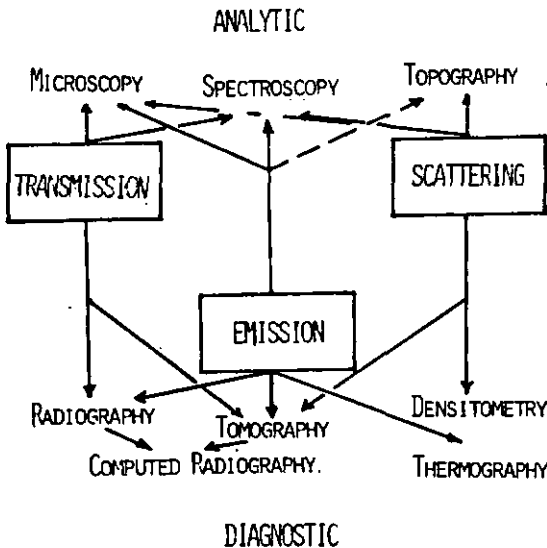 ANALYTIC
MICROSCOPY
SPECTROSCOPY
TOPOGRAPHY
TRANSMISSION
SCATTERING
EMISSION
RADIOGRAPHY
TOMOGRAPHY
DENSITOMETRY
COMPUTED RADIOGRAPHY.
THERMOGRAPHY
DIAGNOSTIC